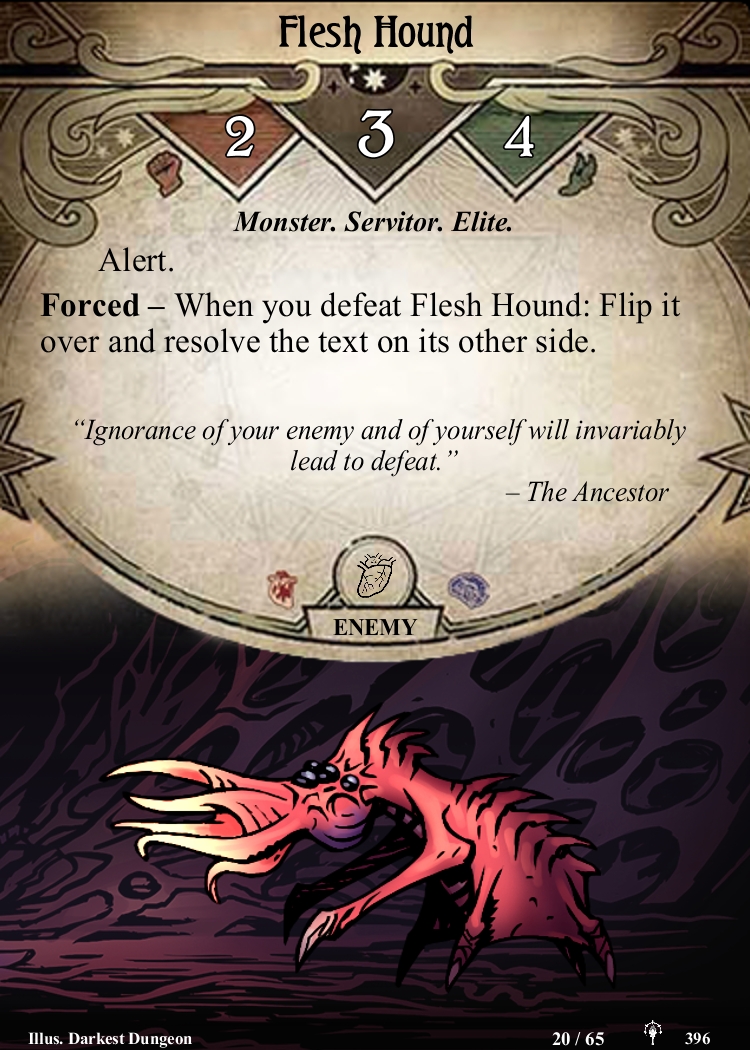 Flesh Hound
2 3 4
Monster. Servitor. Elite.
Alert.
Forced – When you defeat Flesh Hound: Flip it
over and resolve the text on its other side.
“Ignorance of your enemy and of yourself will invariably
lead to defeat.”
– The Ancestor
ENEMY
Illus. Darkest Dungeon 20 / 65 396